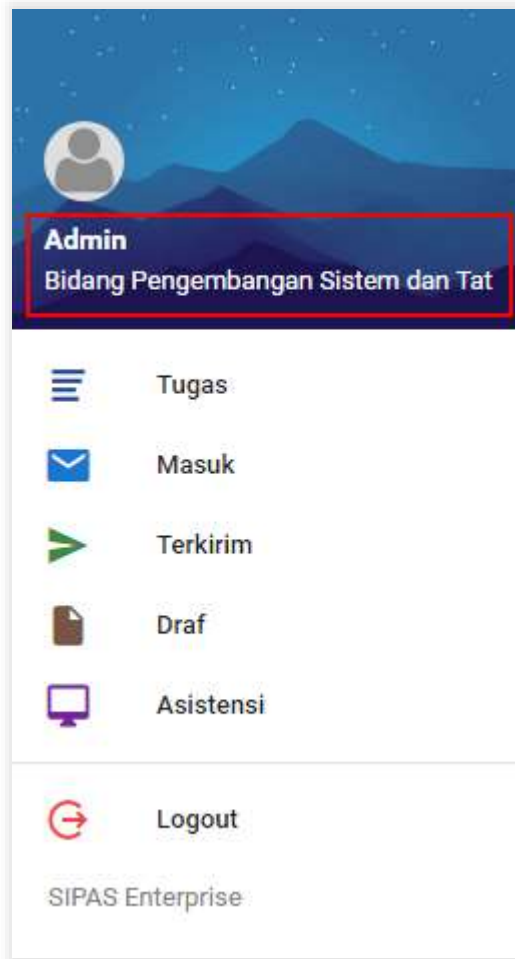 Admin
Bidang Pengembangan Sistem dan Tat
Tugas
Masuk
Terkirim
Draf
Asistensi
Logout
SIPAS Enterprise